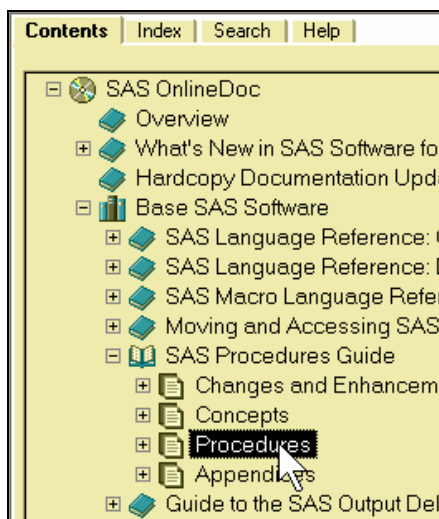 Contents Index Search Help
SAS OnlineDoc
Overview
What's New in SAS Software fo
Hardcopy Documentation Upd
Base SAS Software
SAS Language Reference:
SAS Language Reference:
SAS Macro Language Refe
Moving and Accessing SAS
SAS Procedures Guide
Changes and Enhancem
Concepts
Procedures
Appendices
Guide to the SAS Output Del